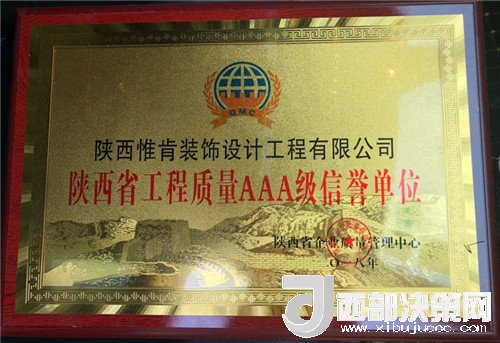 QMC
陕西惟肯装饰设计工程有限公司
陕西省工程质量AAA级信誉单位
陕西省企业质量管理中心
〇一八年
西部决策网
www.xibujuece.com